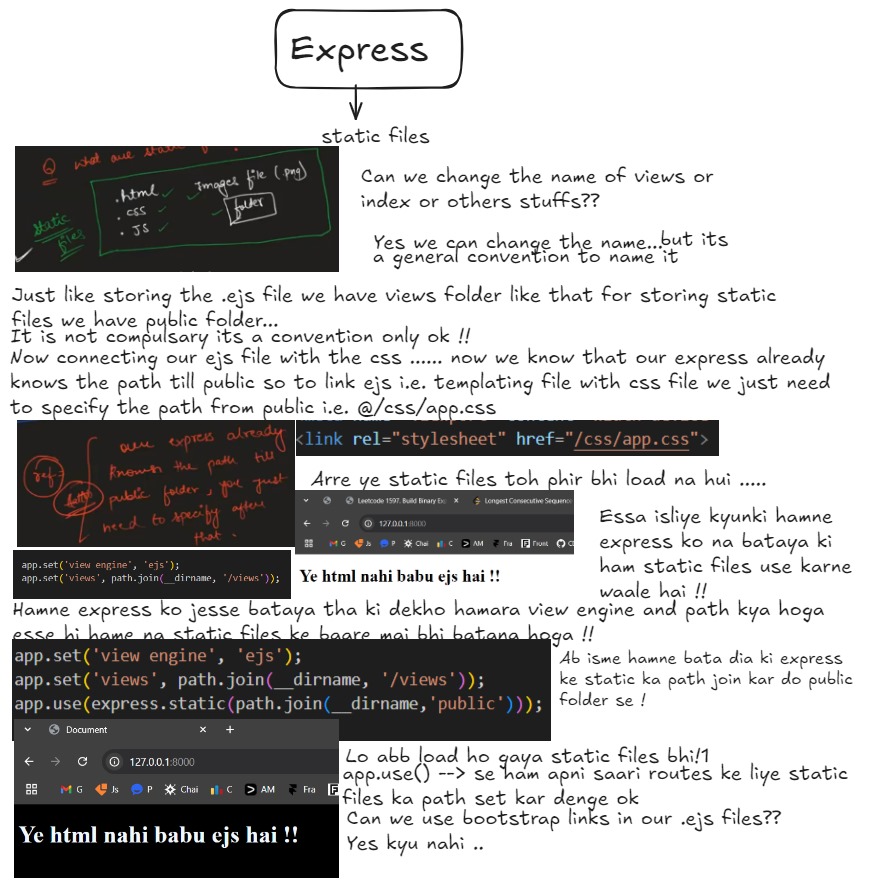 Express
static files
Q What are static f ?
.html
. css
. JS
Images file (.png)
folder
static
files
Can we change the name of views or
index or others stuffs??
Yes we can change the name...but its
a general convention to name it
Just like storing the .ejs file we have views folder like that for storing static
files we have public folder...
It is not compulsary its a convention only ok !!
Now connecting our ejs file with the css ...... now we know that our express already
knows the path till public so to link ejs i.e. templating file with css file we just need
to specify the path from public i.e. @/css/app.css
ref:-
our express already
knows the path till
public folder, you just
need to specify after
that.
<link rel="stylesheet" href="/css/app.css">
Arre ye static files toh phir bhi load na hui .....
Leetcode 1597. Build Binary Ex
Longest Consecutive Sequence
127.0.0.1:8000
G Js P Chai C AM Fra Front
Ye html nahi babu ejs hai !!
Essa isliye kyunki hamne
express ko na bataya ki
ham static files use karne
waale hai !!
app.set('view engine', 'ejs');
app.set('views', path.join(__dirname, '/views'));
Hamne express ko jesse bataya tha ki dekho hamara view engine and path kya hoga
esse hi hame na static files ke baare mai bhi batana hoga !!
app.set('view engine', 'ejs');
app.set('views', path.join(__dirname, '/views'));
app.use(express.static(path.join(__dirname,'public')));
Ab isme hamne bata dia ki express
ke static ka path join kar do public
folder se !
Document
127.0.0.1:8000
G Js P Chai C AM Fra
Ye html nahi babu ejs hai !!
Lo abb load ho gaya static files bhi!1
app.use() --> se ham apni saari routes ke liye static
files ka path set kar denge ok
Can we use bootstrap links in our .ejs files??
Yes kyu nahi ..